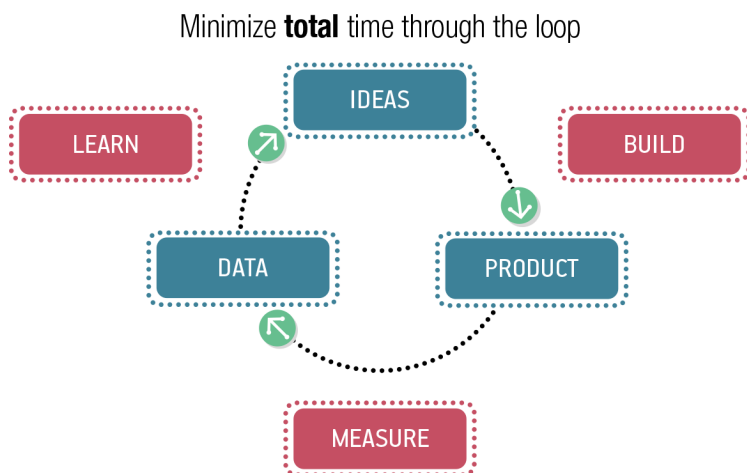 Minimize total time through the loop
IDEAS
LEARN
BUILD
DATA
PRODUCT
MEASURE